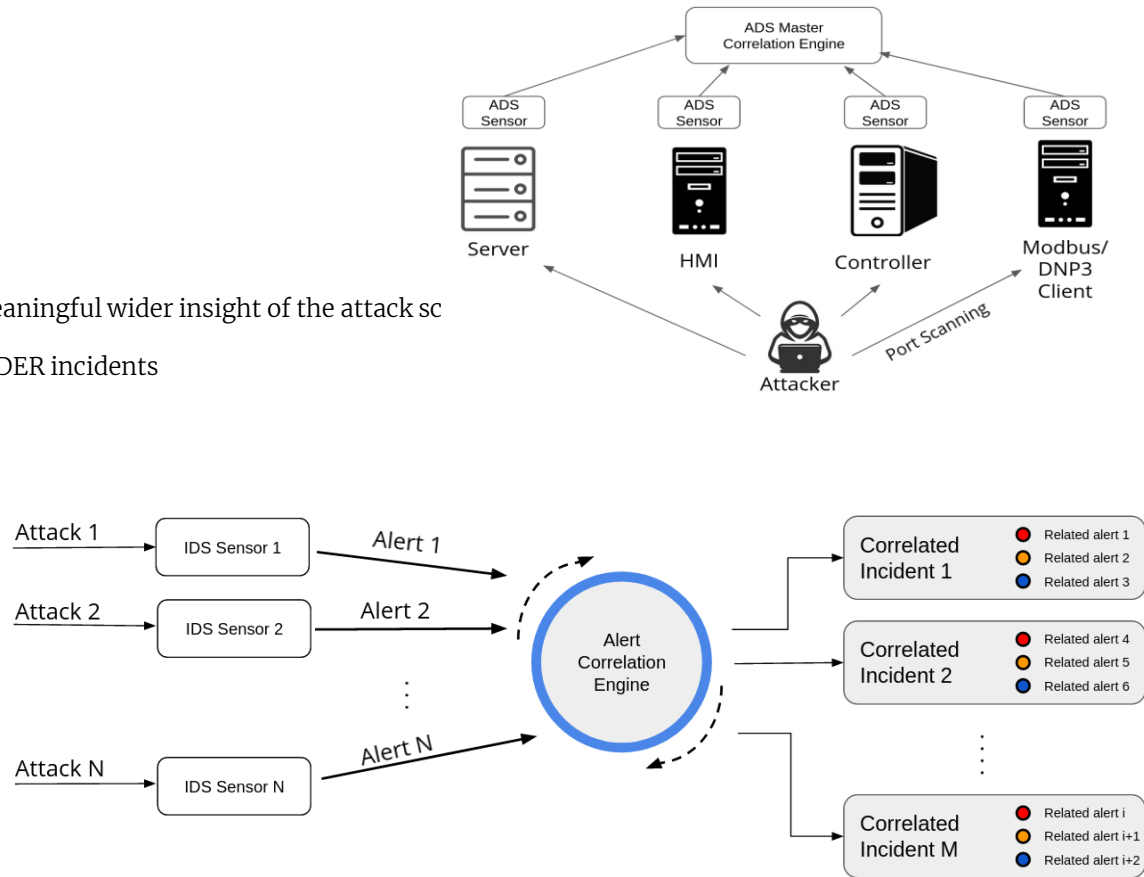 ADS Master
Correlation Engine
ADS
Sensor
ADS
Sensor
ADS
Sensor
ADS
Sensor
Server
HMI
Controller
Modbus/
DNP3
Client
Port Scanning
Attacker
eaningful wider insight of the attack sc
DER incidents
Attack 1
IDS Sensor 1
Alert 1
Attack 2
IDS Sensor 2
Alert 2
Attack N
IDS Sensor N
Alert N
Alert
Correlation
Engine
Correlated
Incident 1
Related alert 1
Related alert 2
Related alert 3
Correlated
Incident 2
Related alert 4
Related alert 5
Related alert 6
Correlated
Incident M
Related alert i
Related alert i+1
Related alert i+2